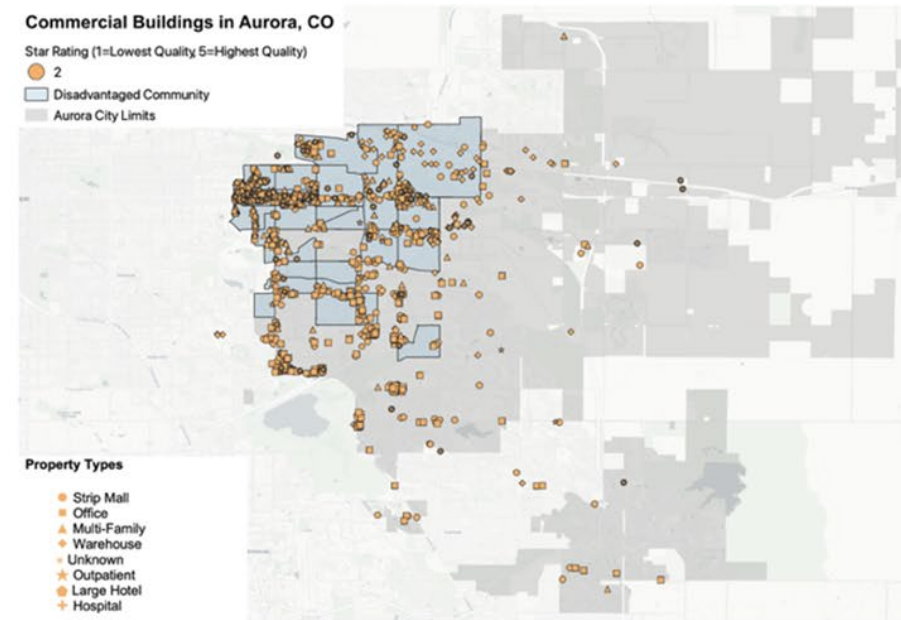 Commercial Buildings in Aurora, CO
Star Rating (1=Lowest Quality, 5=Highest Quality)
2
Disadvantaged Community
Aurora City Limits
Property Types
Strip Mall
Office
Multi-Family
Warehouse
Unknown
Outpatient
Large Hotel
Hospital